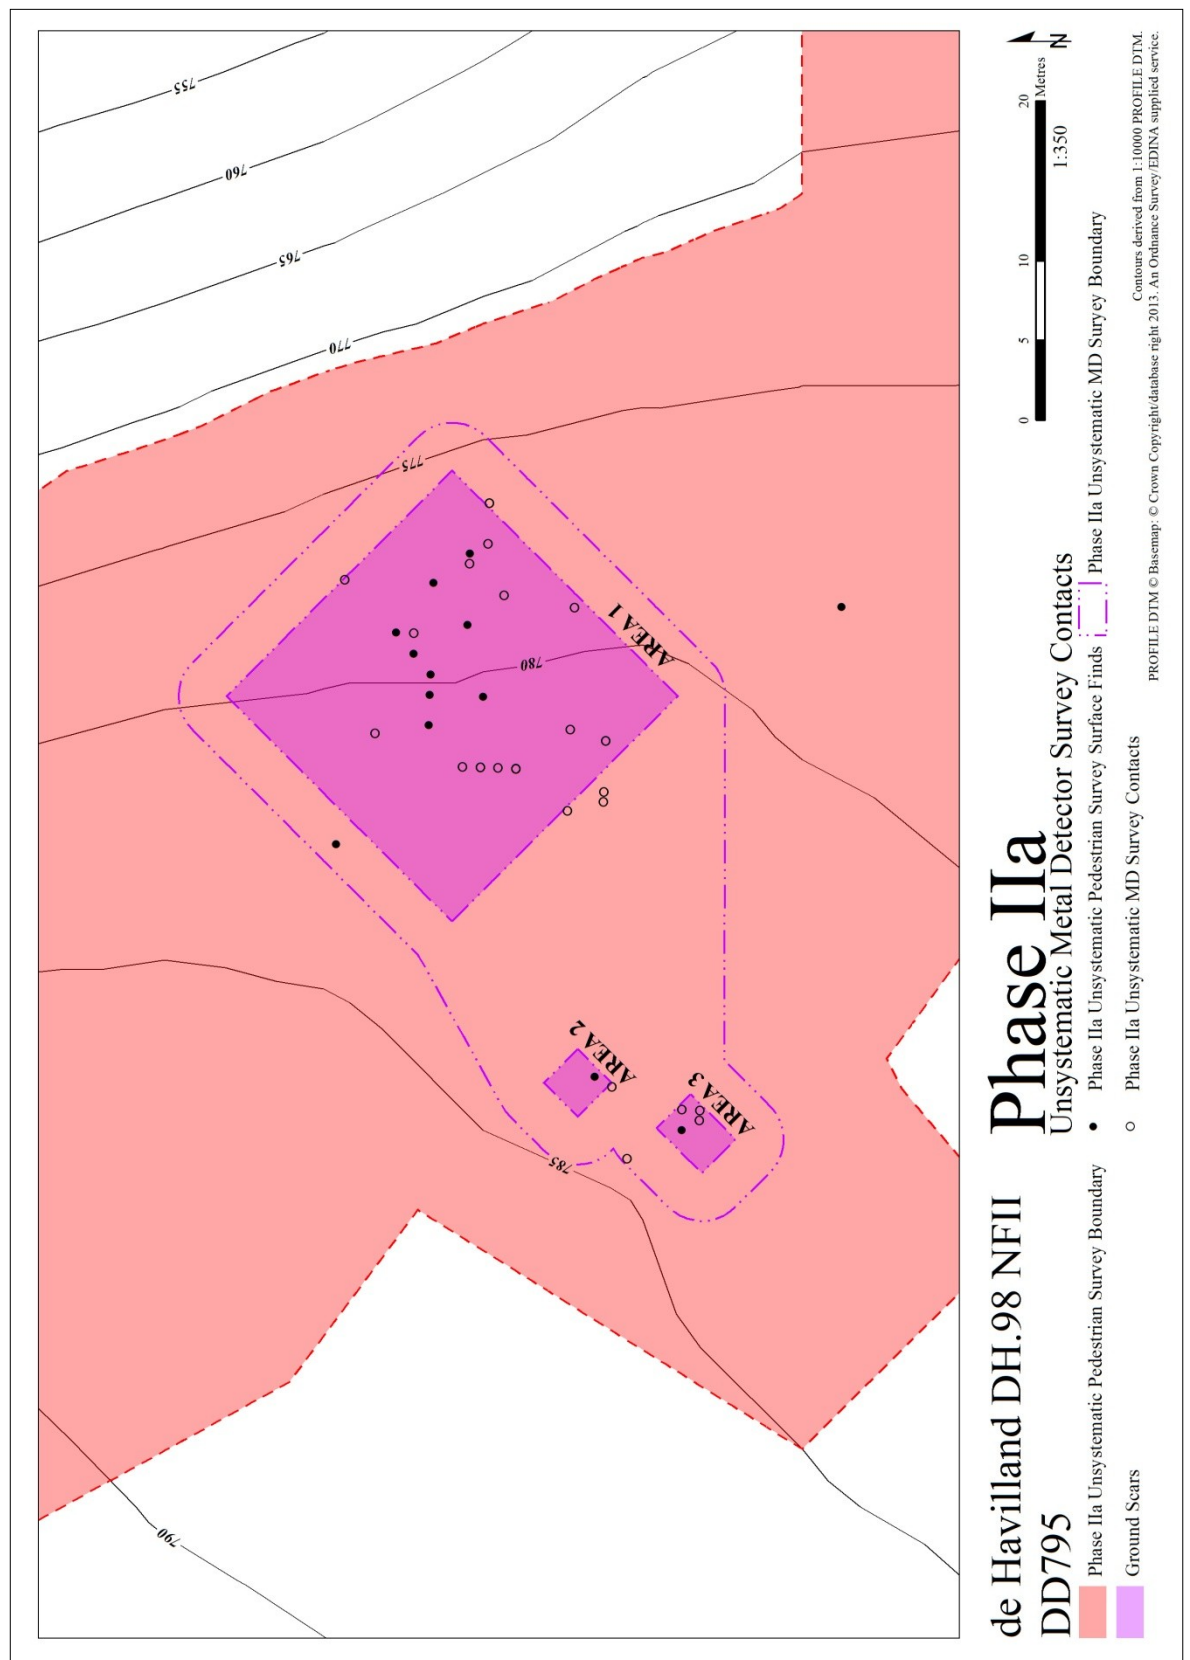 755
760
765
770
775
780
785
790
AREA 1
AREA 2
AREA 3
de Havilland DH.98 NFII
DD795
Phase IIa
Unsystematic Metal Detector Survey Contacts
Phase IIa Unsystematic Pedestrian Survey Boundary
Ground Scars
Phase IIa Unsystematic Pedestrian Survey Surface Finds
Phase IIa Unsystematic MD Survey Contacts
Phase IIa Unsystematic MD Suryey Boundary
0
5
10
20
Metres
1:350
N
Contours derived from 1:10000 PROFILE DTM.
PROFILE DTM © Basemap: © Crown Copyright/database right 2013. An Ordnance Survey/EDINA supplied service.